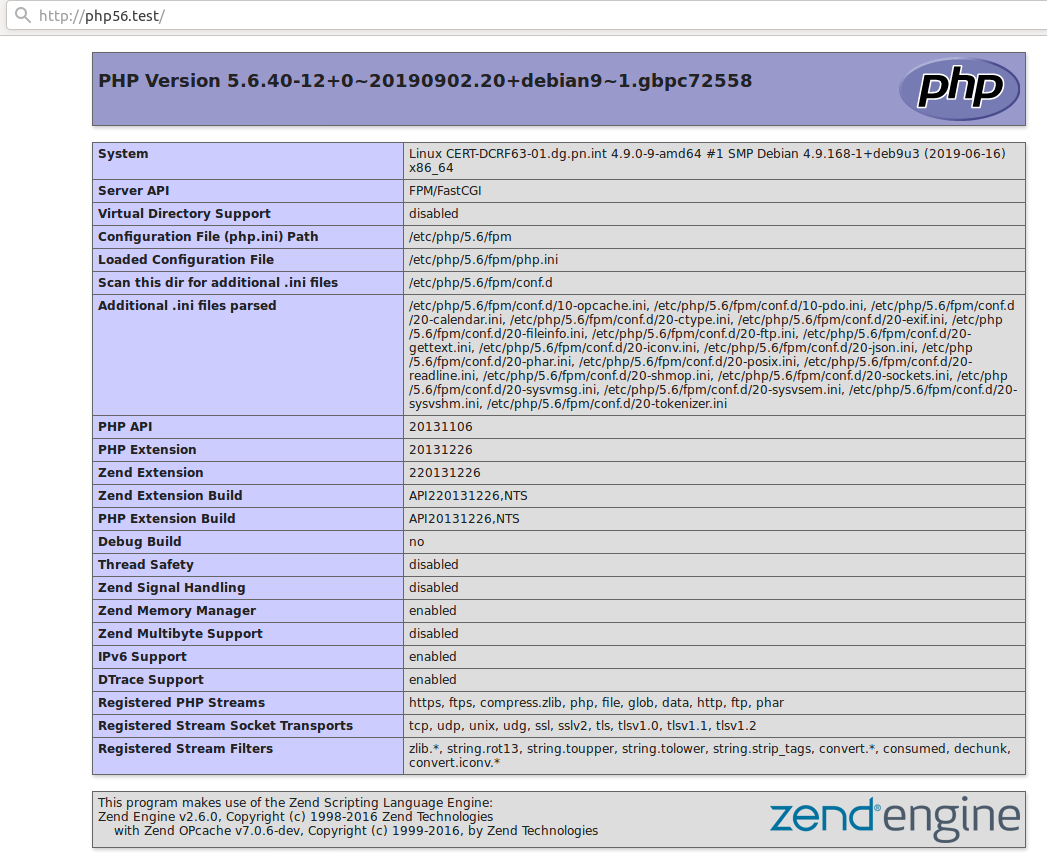 http://php56.test/
PHP Version 5.6.40-12+0~20190902.20+debian9~1.gbpc72558
php
System
Linux CERT-DCRF63-01.dg.pn.int 4.9.0-9-amd64 #1 SMP Debian 4.9.168-1+deb9u3 (2019-06-16)
x86_64
Server API
FPM/FastCGI
Virtual Directory Support
disabled
Configuration File (php.ini) Path
/etc/php/5.6/fpm
Loaded Configuration File
/etc/php/5.6/fpm/php.ini
Scan this dir for additional .ini files
/etc/php/5.6/fpm/conf.d
Additional .ini files parsed
/etc/php/5.6/fpm/conf.d/10-opcache.ini, /etc/php/5.6/fpm/conf.d/10-pdo.ini, /etc/php/5.6/fpm/conf.d
/20-calendar.ini, /etc/php/5.6/fpm/conf.d/20-ctype.ini, /etc/php/5.6/fpm/conf.d/20-exif.ini, /etc/php
/5.6/fpm/conf.d/20-fileinfo.ini, /etc/php/5.6/fpm/conf.d/20-ftp.ini, /etc/php/5.6/fpm/conf.d/20-
gettext.ini, /etc/php/5.6/fpm/conf.d/20-iconv.ini, /etc/php/5.6/fpm/conf.d/20-json.ini, /etc/php
/5.6/fpm/conf.d/20-phar.ini, /etc/php/5.6/fpm/conf.d/20-posix.ini, /etc/php/5.6/fpm/conf.d/20-
readline.ini, /etc/php/5.6/fpm/conf.d/20-shmop.ini, /etc/php/5.6/fpm/conf.d/20-sockets.ini, /etc/php
/5.6/fpm/conf.d/20-sysvmsg.ini, /etc/php/5.6/fpm/conf.d/20-sysvsem.ini, /etc/php/5.6/fpm/conf.d/20-
sysvshm.ini, /etc/php/5.6/fpm/conf.d/20-tokenizer.ini
PHP API
20131106
PHP Extension
20131226
Zend Extension
220131226
Zend Extension Build
API220131226,NTS
PHP Extension Build
API20131226,NTS
Debug Build
no
Thread Safety
disabled
Zend Signal Handling
disabled
Zend Memory Manager
enabled
Zend Multibyte Support
disabled
IPv6 Support
enabled
DTrace Support
enabled
Registered PHP Streams
https, ftps, compress.zlib, php, file, glob, data, http, ftp, phar
Registered Stream Socket Transports
tcp, udp, unix, udg, ssl, sslv2, tls, tlsv1.0, tlsv1.1, tlsv1.2
Registered Stream Filters
zlib.*, string.rot13, string.toupper, string.tolower, string.strip_tags, convert.*, consumed, dechunk,
convert.iconv.*
This program makes use of the Zend Scripting Language Engine:
Zend Engine v2.6.0, Copyright (c) 1998-2016 Zend Technologies
with Zend OPcache v7.0.6-dev, Copyright (c) 1999-2016, by Zend Technologies
zend® engine